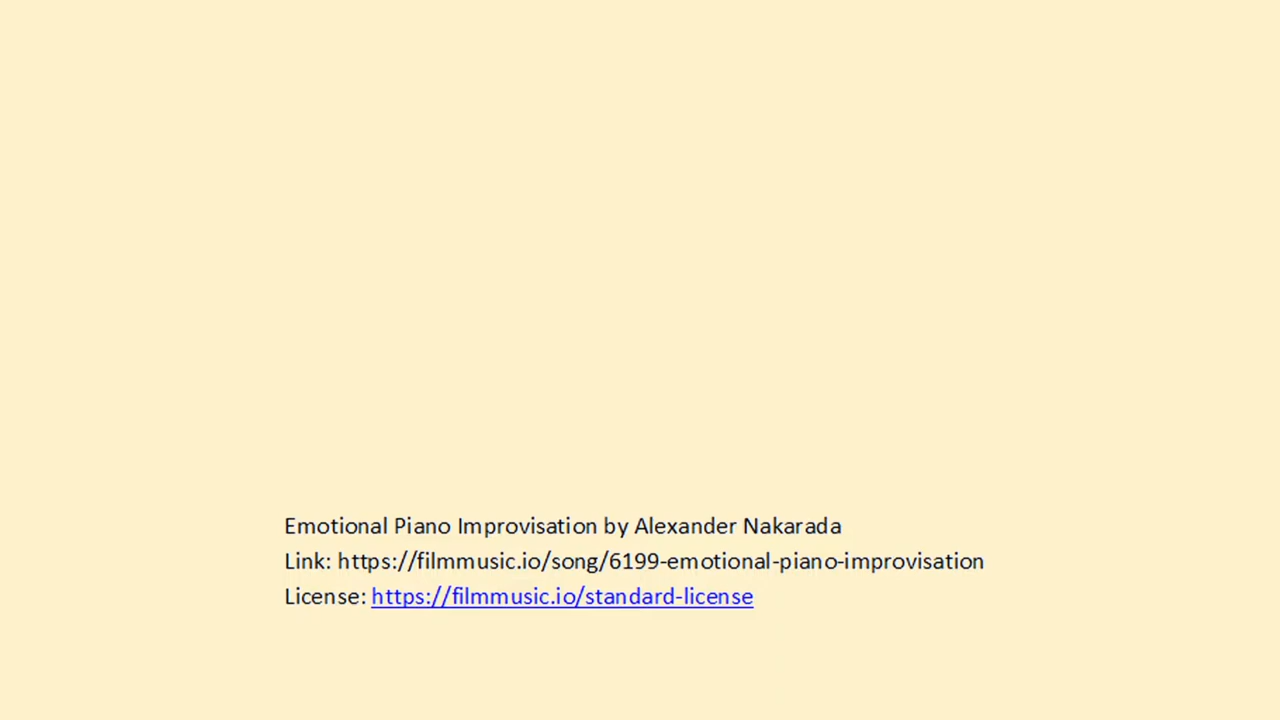 Emotional Piano Improvisation by Alexander Nakarada
Link: https://filmmusic.io/song/6199-emotional-piano-improvisation
License: https://filmmusic.io/standard-license